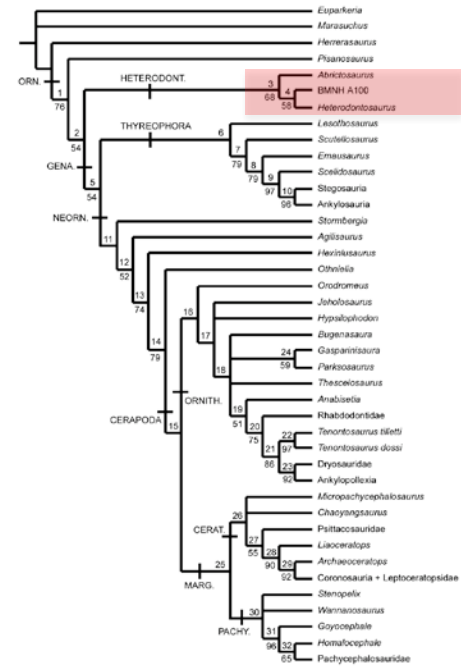 Euparkeria
Marasuchus
Herrerasaurus
Pisanosaurus
ORN.
1
76
HETERODONT.
3
68
Abrictosaurus
4
BMNH A100
58
Heterodontosaurus
2
54
THYREOPHORA
6
Lesothosaurus
7
79
Scutellosaurus
8
79
Emausaurus
9
97
Scelidosaurus
10
98
Stegosauria
Ankylosauria
GENA.
5
54
NEORN.
11
Stormbergia
12
52
Agilisaurus
13
74
Hexinlusaurus
14
79
Othnielia
16
Orodromeus
17
Jeholosaurus
Hypsilophodon
18
Bugenasaura
24
59
Gasparinisaura
Parksosaurus
Thescelosaurus
ORNITH.
19
51
Anabisetia
20
75
Rhabdodontidae
21
86
22
97
Tenontosaurus tilletti
Tenontosaurus dossi
23
92
Dryosauridae
Ankylopollexia
CERAPODA
15
Micropachycephalosaurus
26
Chaoyangsaurus
CERAT.
27
55
Psittacosauridae
28
90
Liaoceratops
29
92
Archaeoceratops
Coronosauria + Leptoceratopsidae
25
MARG.
Stenopelix
30
Wannanosaurus
PACHY.
31
96
Goyocephale
32
65
Homalocephale
Pachycephalosauridae